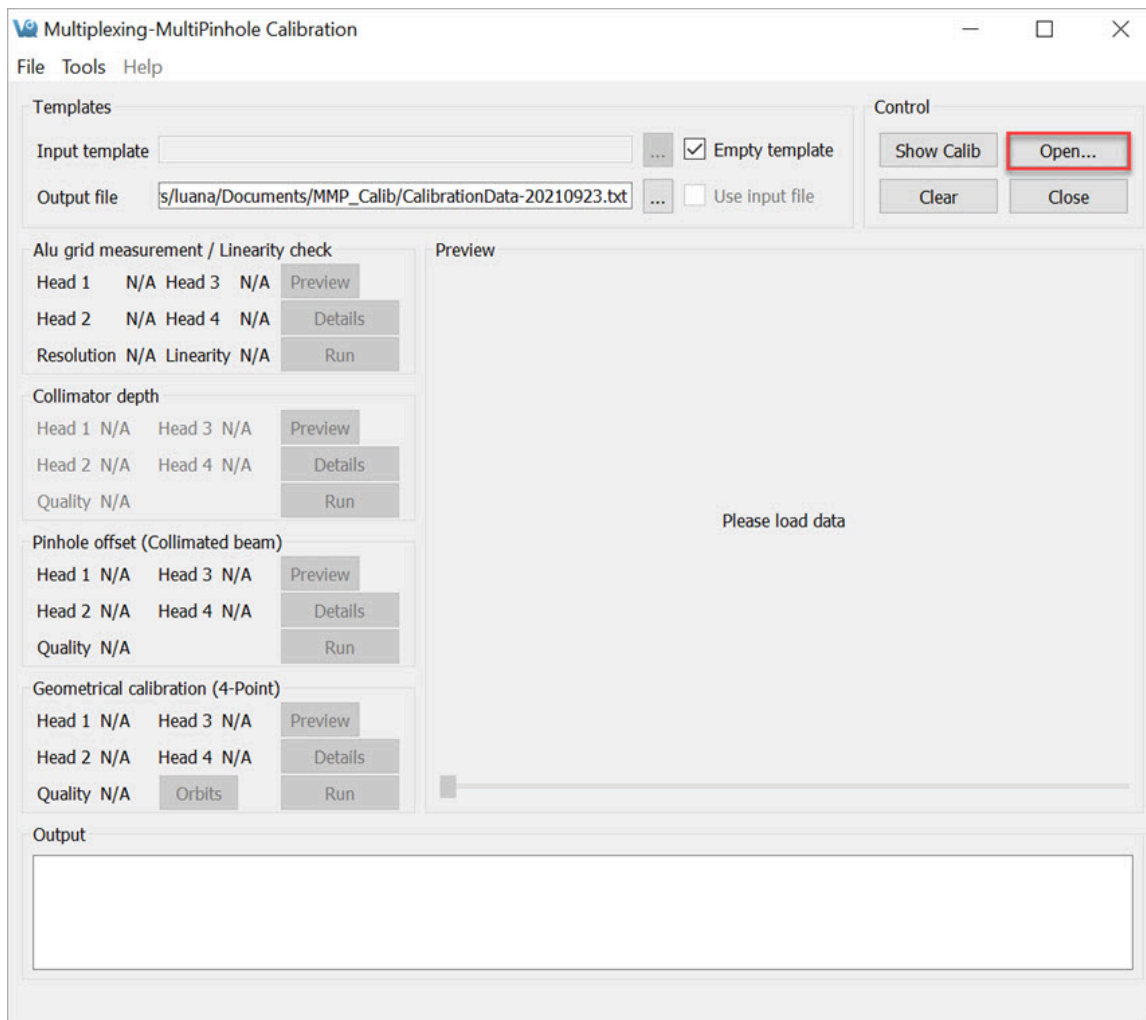 Multiplexing-MultiPinhole Calibration
File Tools Help
Templates
Input template ... Empty template
Output file s/luana/Documents/MMP_Calib/CalibrationData-20210923.txt ... Use input file
Control
Show Calib Open...
Clear Close
Alu grid measurement / Linearity check
Head 1 N/A Head 3 N/A Preview
Head 2 N/A Head 4 N/A Details
Resolution N/A Linearity N/A Run
Collimator depth
Head 1 N/A Head 3 N/A Preview
Head 2 N/A Head 4 N/A Details
Quality N/A Run
Pinhole offset (Collimated beam)
Head 1 N/A Head 3 N/A Preview
Head 2 N/A Head 4 N/A Details
Quality N/A Run
Geometrical calibration (4-Point)
Head 1 N/A Head 3 N/A Preview
Head 2 N/A Head 4 N/A Details
Quality N/A Orbits Run
Preview
Please load data
Output